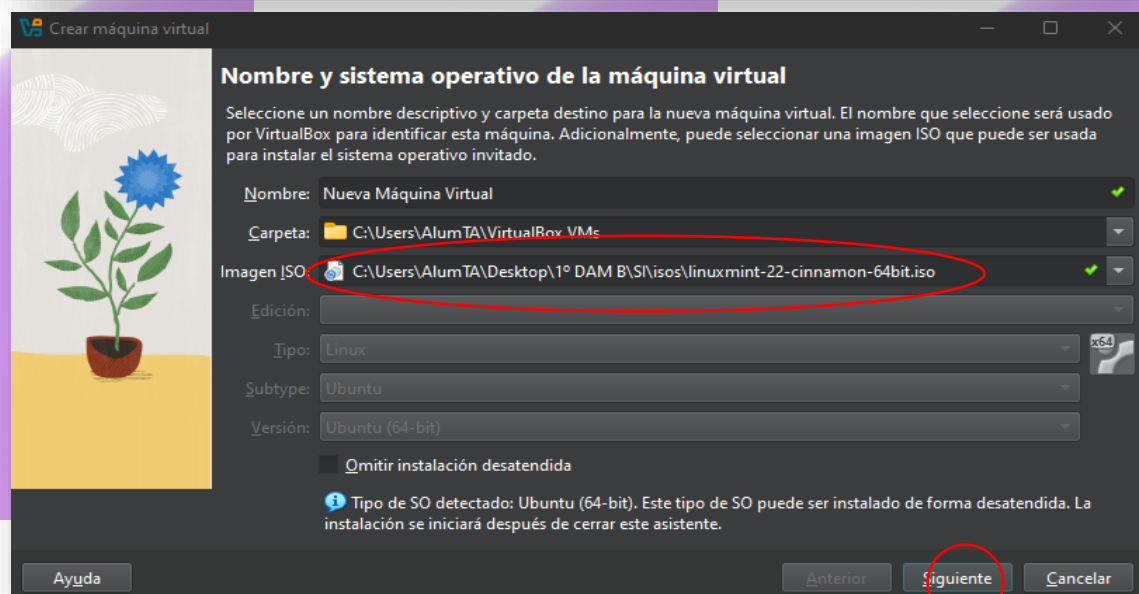 Crear máquina virtual
Nombre y sistema operativo de la máquina virtual
Seleccione un nombre descriptivo y carpeta destino para la nueva máquina virtual. El nombre que seleccione será usado
por VirtualBox para identificar esta máquina. Adicionalmente, puede seleccionar una imagen ISO que puede ser usada
para instalar el sistema operativo invitado.
Nombre: Nueva Máquina Virtual
Carpeta: C:\Users\AlumTA\VirtualBox VMs
Imagen ISO: C:\Users\AlumTA\Desktop\1º DAM B\SI\isos\linuxmint-22-cinnamon-64bit.iso
Edición:
Tipo: Linux
x64
Subtype: Ubuntu
Versión: Ubuntu (64-bit)
Omitir instalación desatendida
Tipo de SO detectado: Ubuntu (64-bit). Este tipo de SO puede ser instalado de forma desatendida. La
instalación se iniciará después de cerrar este asistente.
Ayuda Anterior Siguiente Cancelar